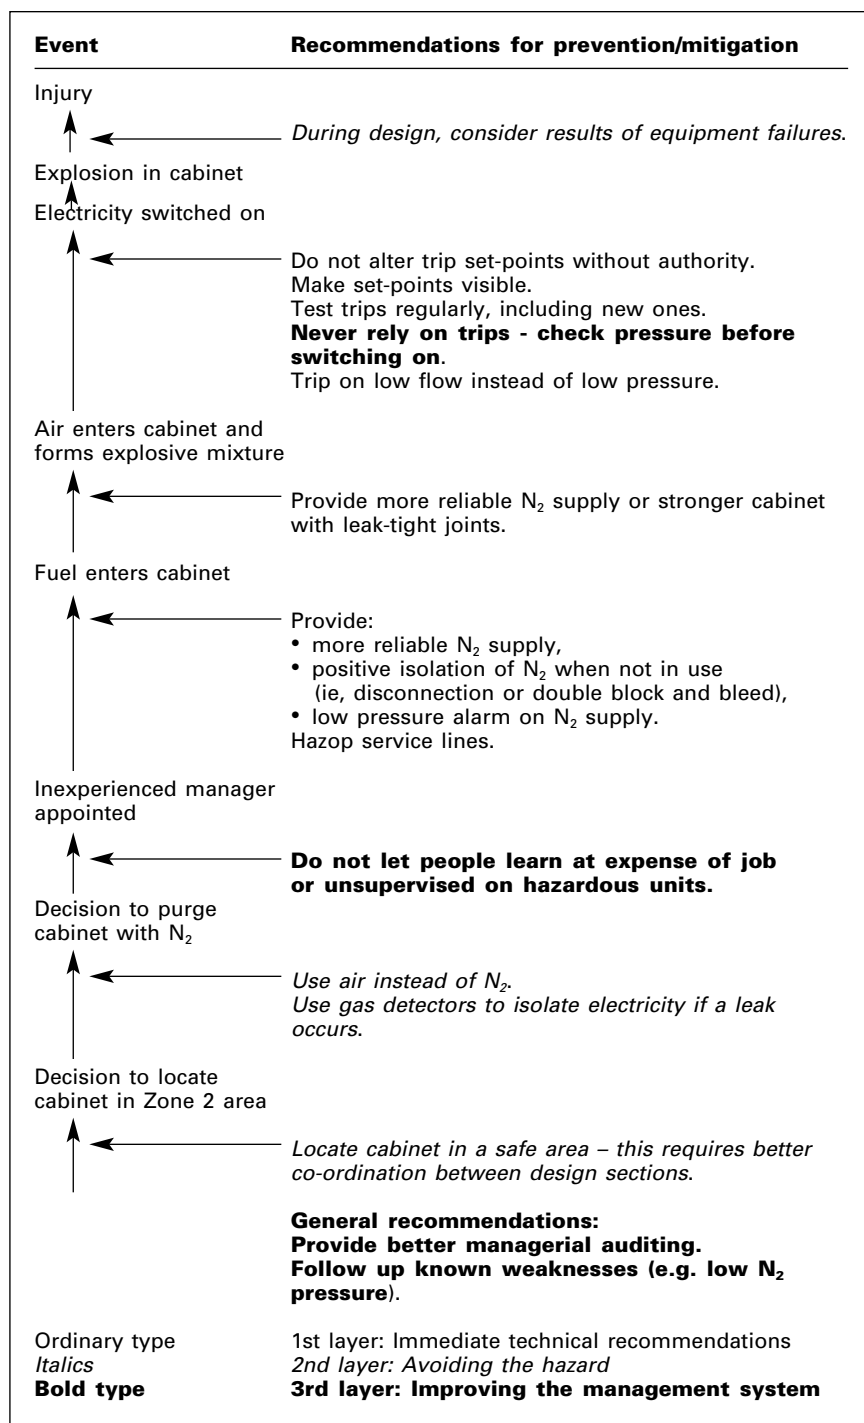 Event Recommendations for prevention/mitigation
Injury
During design, consider results of equipment failures.
Explosion in cabinet
Electricity switched on
Do not alter trip set-points without authority.
Make set-points visible.
Test trips regularly, including new ones.
Never rely on trips - check pressure before
switching on.
Trip on low flow instead of low pressure.
Air enters cabinet and
forms explosive mixture
Provide more reliable N₂ supply or stronger cabinet
with leak-tight joints.
Fuel enters cabinet
Provide:
• more reliable N₂ supply,
• positive isolation of N₂ when not in use
(ie, disconnection or double block and bleed),
• low pressure alarm on N₂ supply.
Hazop service lines.
Inexperienced manager
appointed
Do not let people learn at expense of job
or unsupervised on hazardous units.
Decision to purge
cabinet with N₂
Use air instead of N₂.
Use gas detectors to isolate electricity if a leak
occurs.
Decision to locate
cabinet in Zone 2 area
Locate cabinet in a safe area – this requires better
co-ordination between design sections.
General recommendations:
Provide better managerial auditing.
Follow up known weaknesses (e.g. low N₂
pressure).
Ordinary type 1st layer: Immediate technical recommendations
Italics 2nd layer: Avoiding the hazard
Bold type 3rd layer: Improving the management system